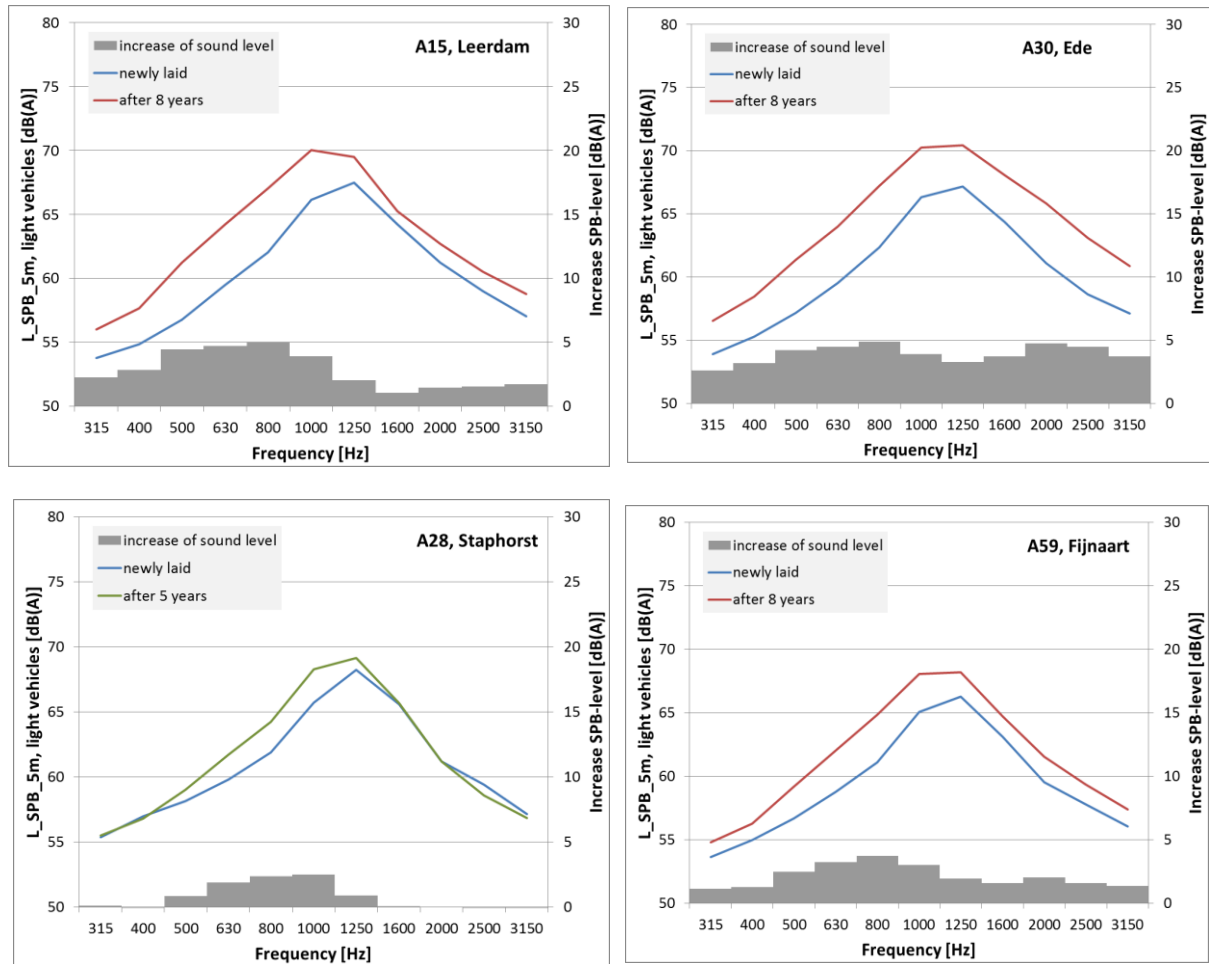 A15, Leerdam
increase of sound level
newly laid
after 8 years
L_SPB_5m, light vehicles [dB(A)]
80
75
70
65
60
55
50
30
25
20
15
10
5
0
Increase SPB-level [dB(A)]
315 400 500 630 800 1000 1250 1600 2000 2500 3150
Frequency [Hz]
A30, Ede
increase of sound level
newly laid
after 8 years
L_SPB_5m, light vehicles [dB(A)]
80
75
70
65
60
55
50
30
25
20
15
10
5
0
Increase SPB-level [dB(A)]
315 400 500 630 800 1000 1250 1600 2000 2500 3150
Frequency [Hz]
A28, Staphorst
increase of sound level
newly laid
after 5 years
L_SPB_5m, light vehicles [dB(A)]
80
75
70
65
60
55
50
30
25
20
15
10
5
0
Increase SPB-level [dB(A)]
315 400 500 630 800 1000 1250 1600 2000 2500 3150
Frequency [Hz]
A59, Fijnaart
increase of sound level
newly laid
after 8 years
L_SPB_5m, light vehicles [dB(A)]
80
75
70
65
60
55
50
30
25
20
15
10
5
0
Increase SPB-level [dB(A)]
315 400 500 630 800 1000 1250 1600 2000 2500 3150
Frequency [Hz]